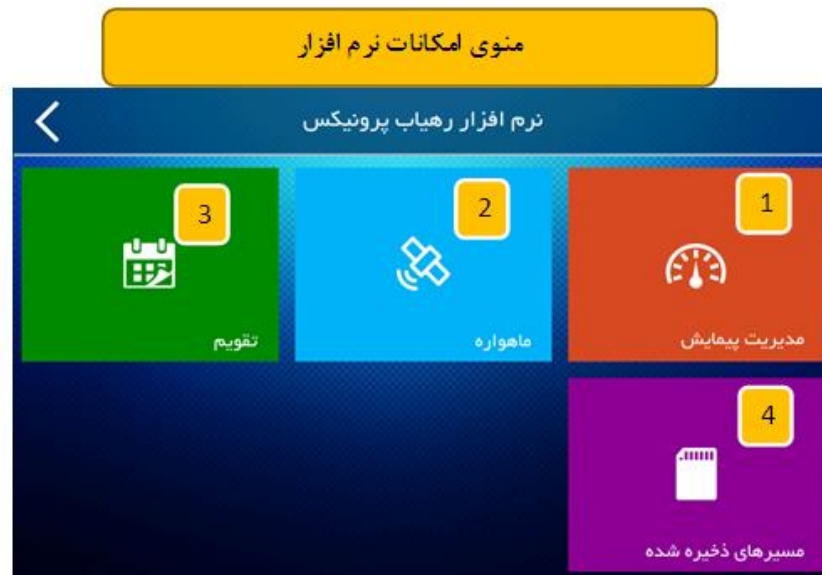 منوی امکانات نرم افزار
نرم افزار رهیاب پرونیکس
1
2
3
مدیریت پیمایش
ماهواره
تقویم
4
مسیرهای ذخیره شده